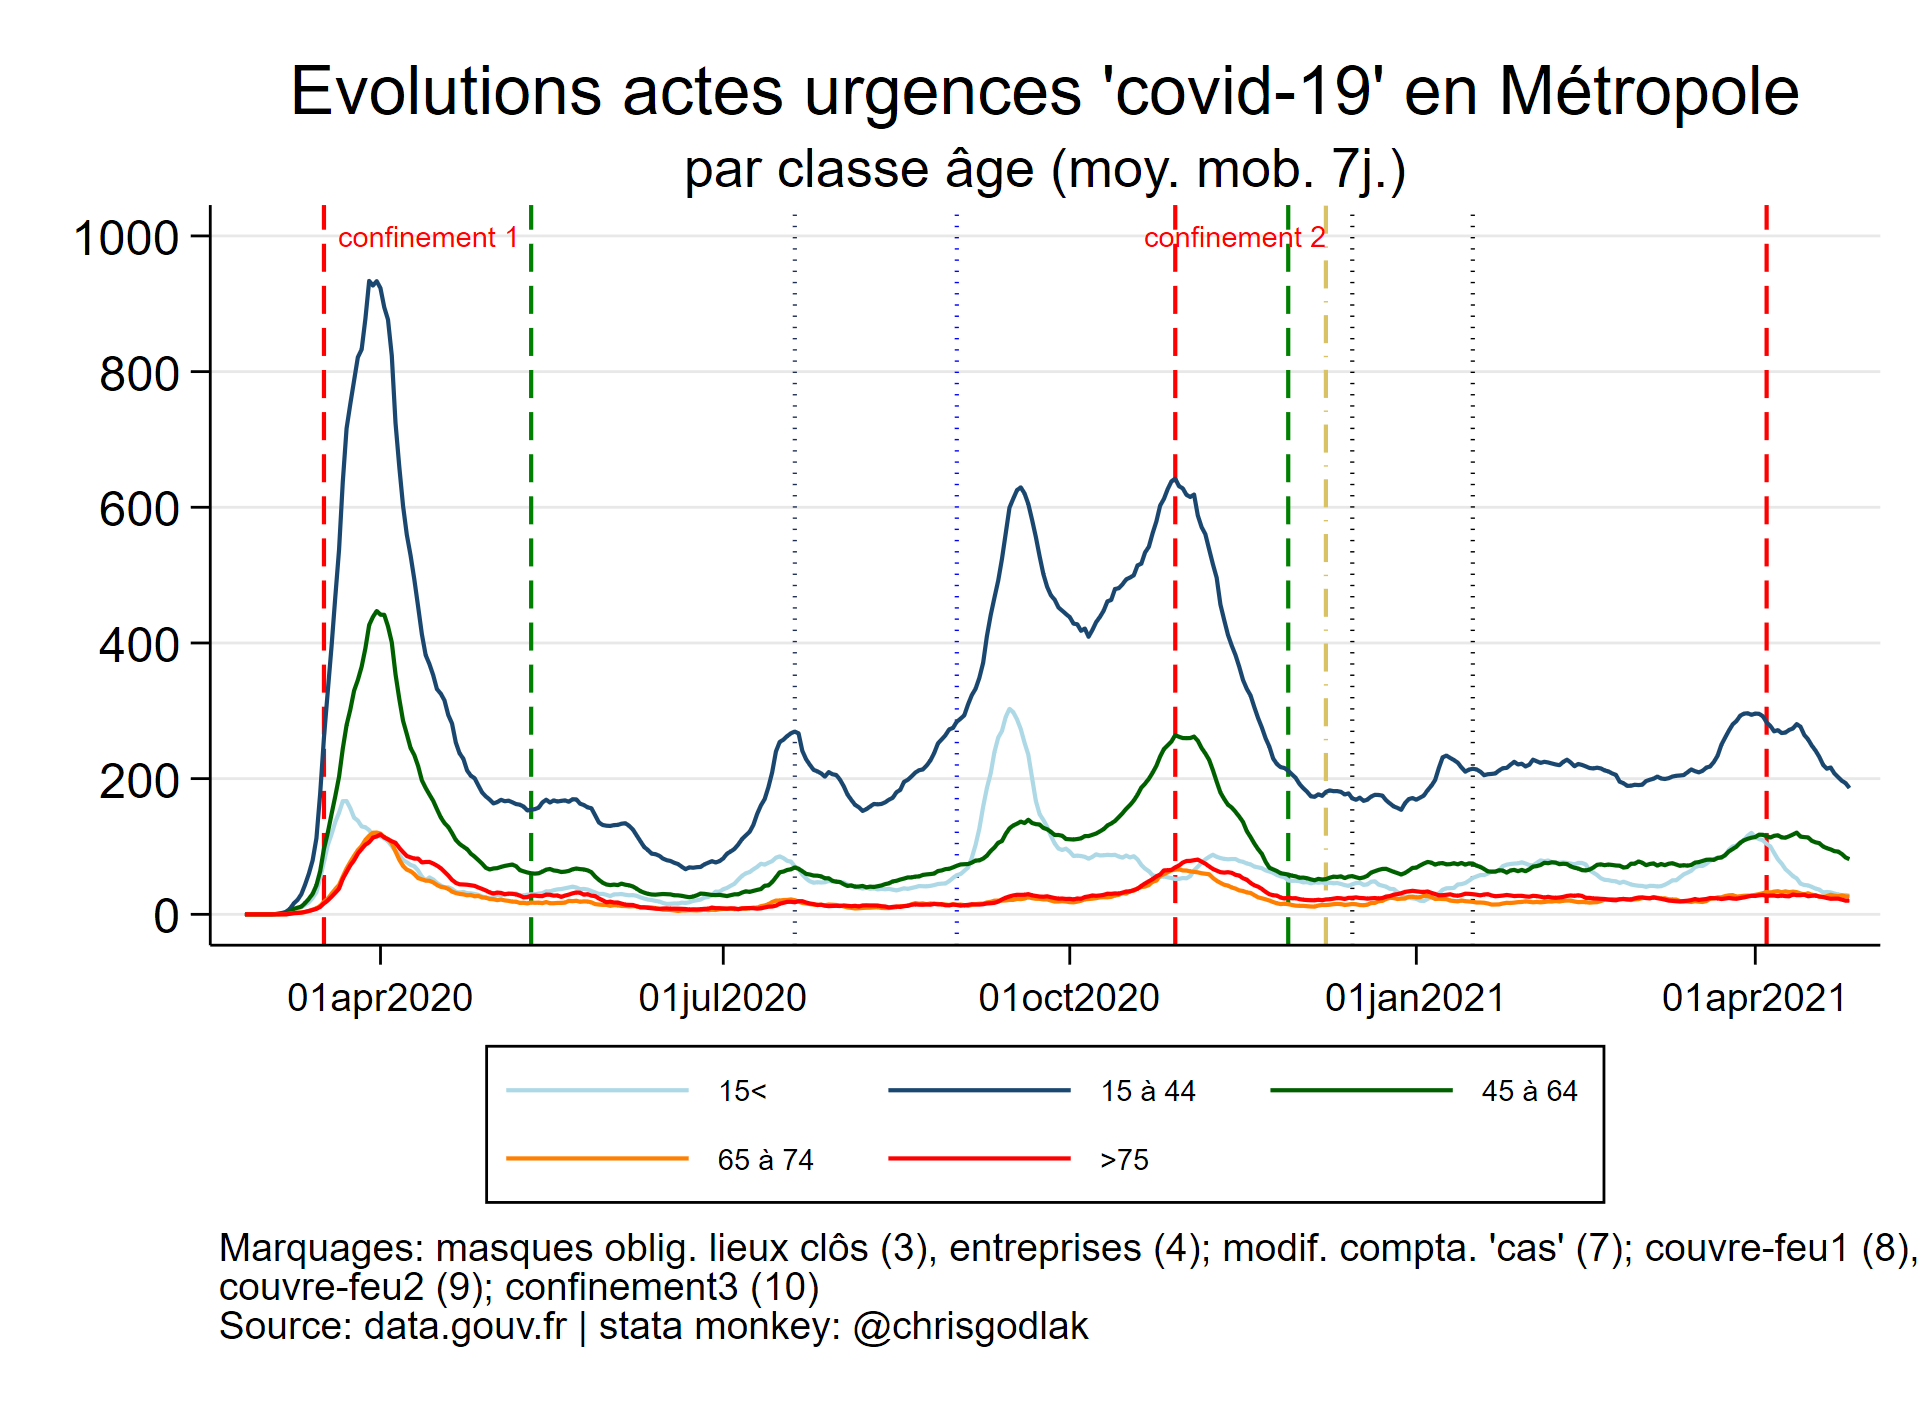 Evolutions actes urgences 'covid-19' en Métropole
par classe âge (moy. mob. 7j.)
confinement 1
confinement 2
1000
800
600
400
200
0
01apr2020
01jul2020
01oct2020
01jan2021
01apr2021
15<
15 à 44
45 à 64
65 à 74
>75
Marquages: masques oblig. lieux clôs (3), entreprises (4); modif. compta. 'cas' (7); couvre-feu1 (8),
couvre-feu2 (9); confinement3 (10)
Source: data.gouv.fr | stata monkey: @chrisgodlak